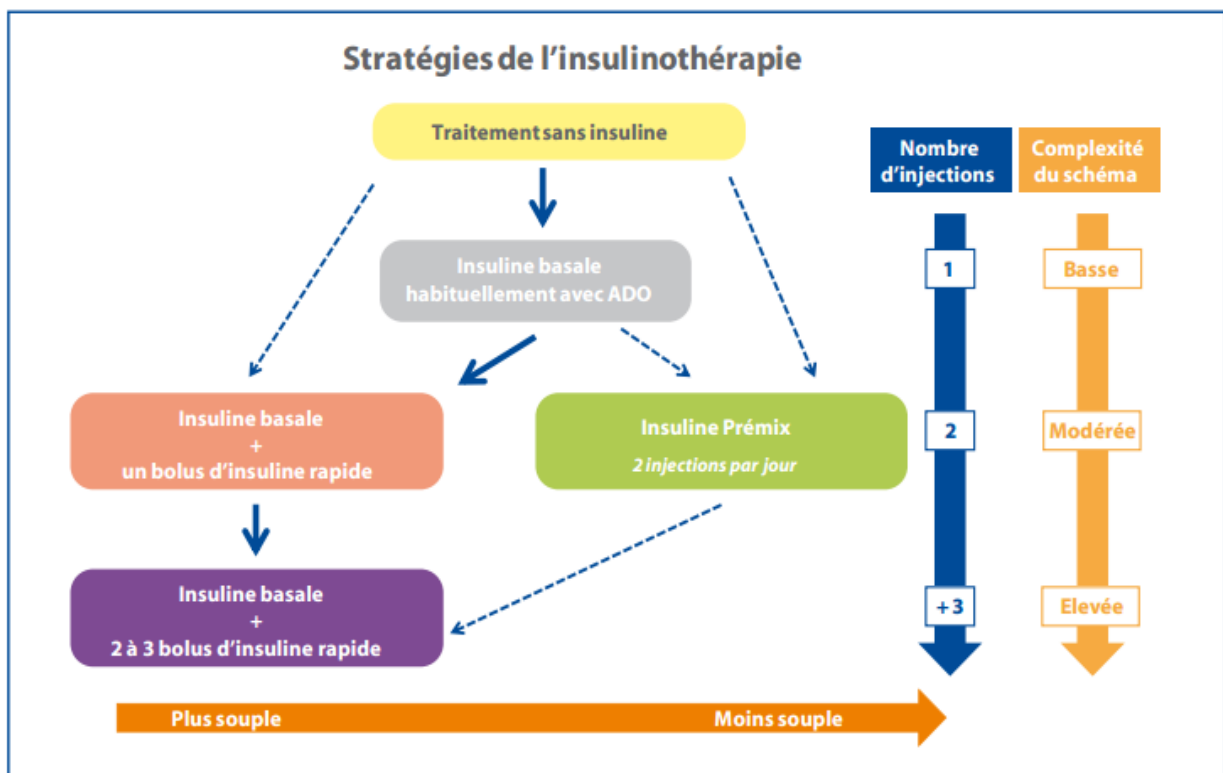 Stratégies de l’insulinothérapie
Traitement sans insuline
Nombre
d’injections
Complexité
du schéma
Insuline basale
habituellement avec ADO
1
Basse
Insuline basale
+
un bolus d’insuline rapide
Insuline Prémix
2 injections par jour
2
Modérée
Insuline basale
+
2 à 3 bolus d’insuline rapide
+ 3
Elevée
Plus souple
Moins souple